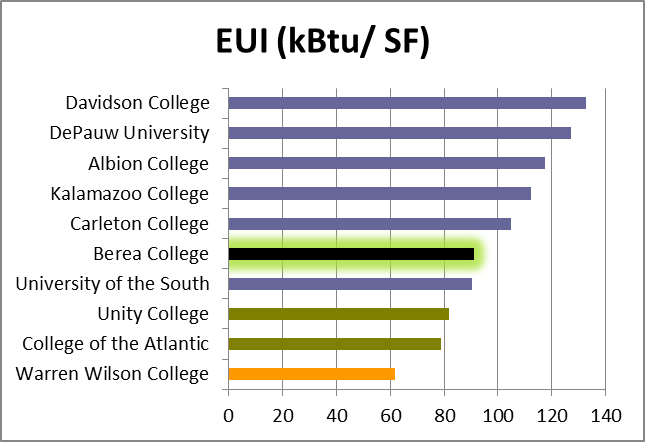 EUI (kBtu/ SF)
Davidson College
DePauw University
Albion College
Kalamazoo College
Carleton College
Berea College
University of the South
Unity College
College of the Atlantic
Warren Wilson College
0 20 40 60 80 100 120 140